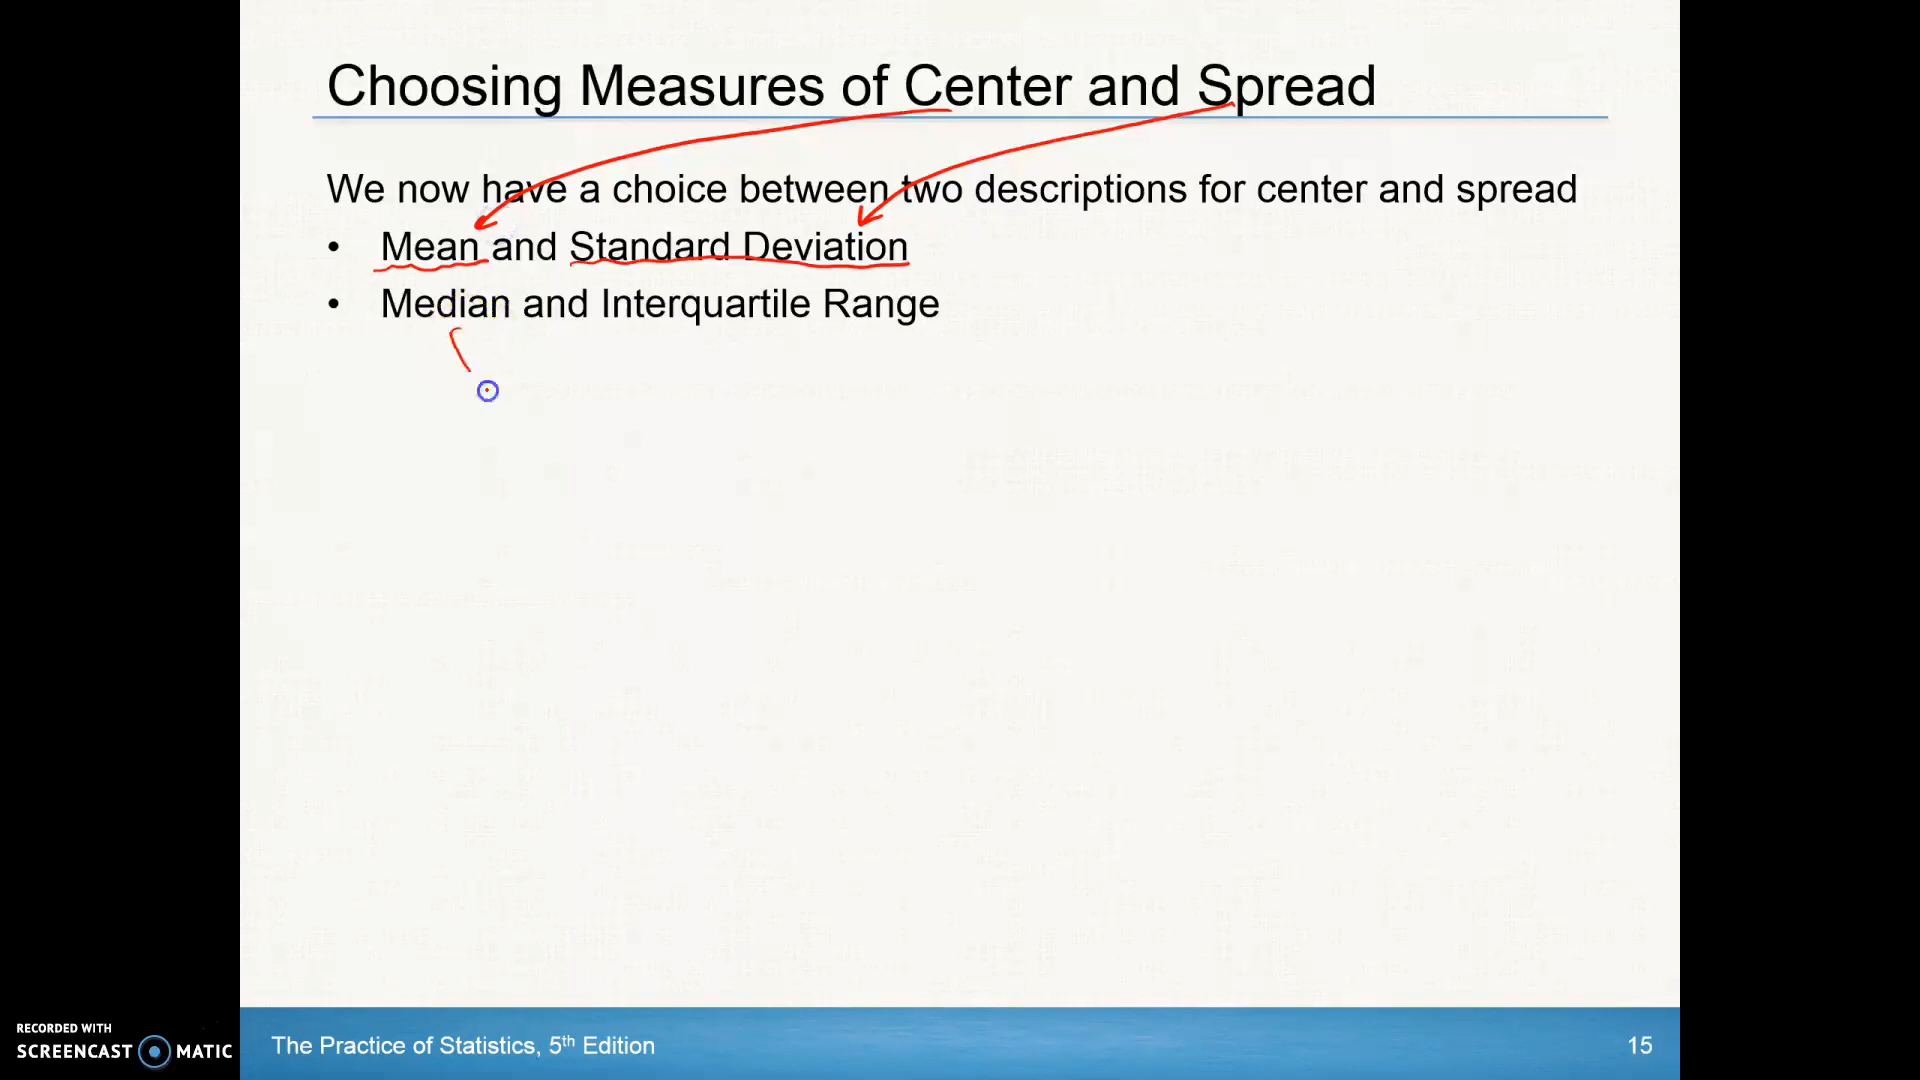 Choosing Measures of Center and Spread
We now have a choice between two descriptions for center and spread
• Mean and Standard Deviation
• Median and Interquartile Range
RECORDED WITH
SCREENCAST MATIC
The Practice of Statistics, 5th Edition
15